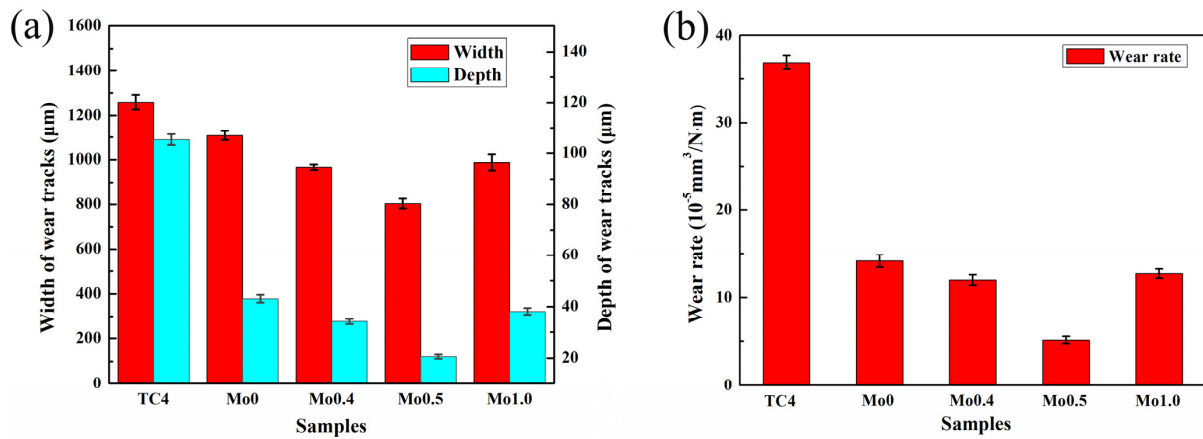 (a)
Width
Depth
1600
1400
1200
1000
800
600
400
200
0
Width of wear tracks (μm)
140
120
100
80
60
40
20
Depth of wear tracks (μm)
TC4 Mo0 Mo0.4 Mo0.5 Mo1.0
Samples
(b)
Wear rate
40
30
20
10
0
Wear rate (10⁻⁵mm³/N·m)
TC4 Mo0 Mo0.4 Mo0.5 Mo1.0
Samples